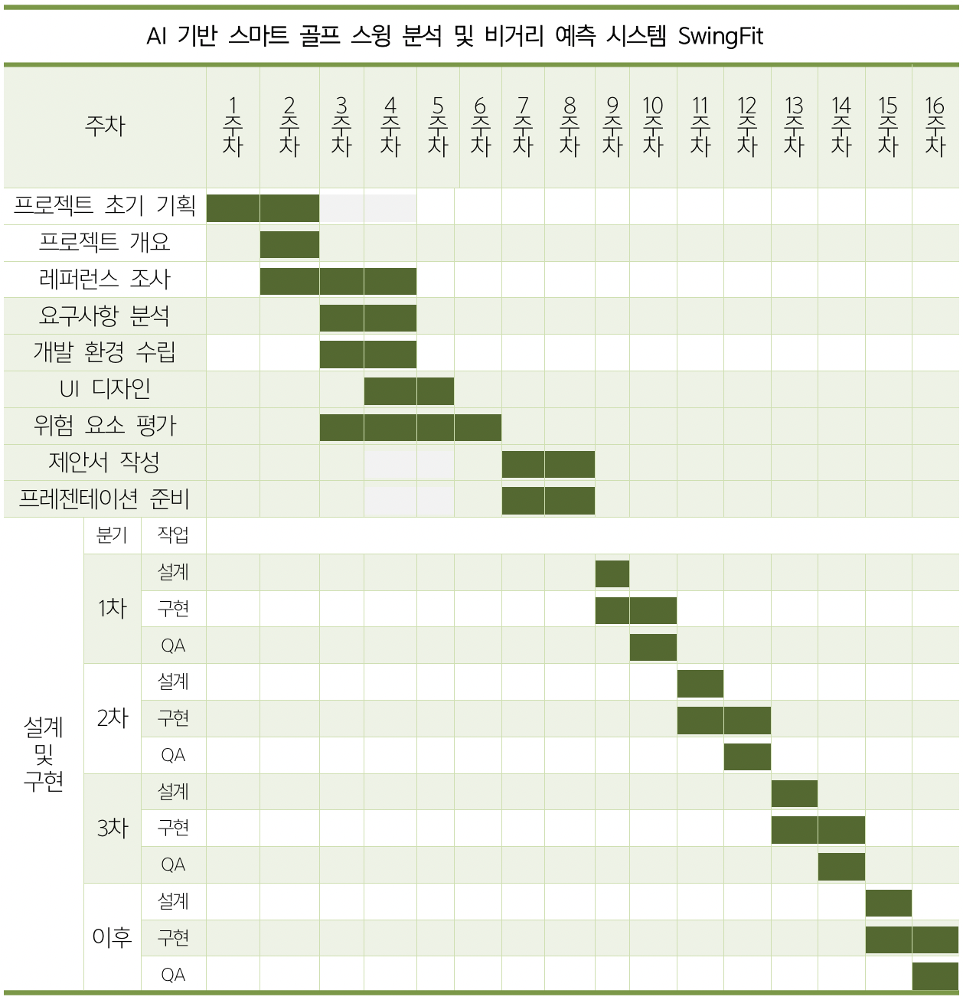 AI 기반 스마트 골프 스윙 분석 및 비거리 예측 시스템 SwingFit
주차 1주차 2주차 3주차 4주차 5주차 6주차 7주차 8주차 9주차 10주차 11주차 12주차 13주차 14주차 15주차 16주차
프로젝트 초기 기획
프로젝트 개요
레퍼런스 조사
요구사항 분석
개발 환경 수립
UI 디자인
위험 요소 평가
제안서 작성
프레젠테이션 준비
설계
및
구현
분기 작업
1차
설계
구현
QA
2차
설계
구현
QA
3차
설계
구현
QA
이후
설계
구현
QA